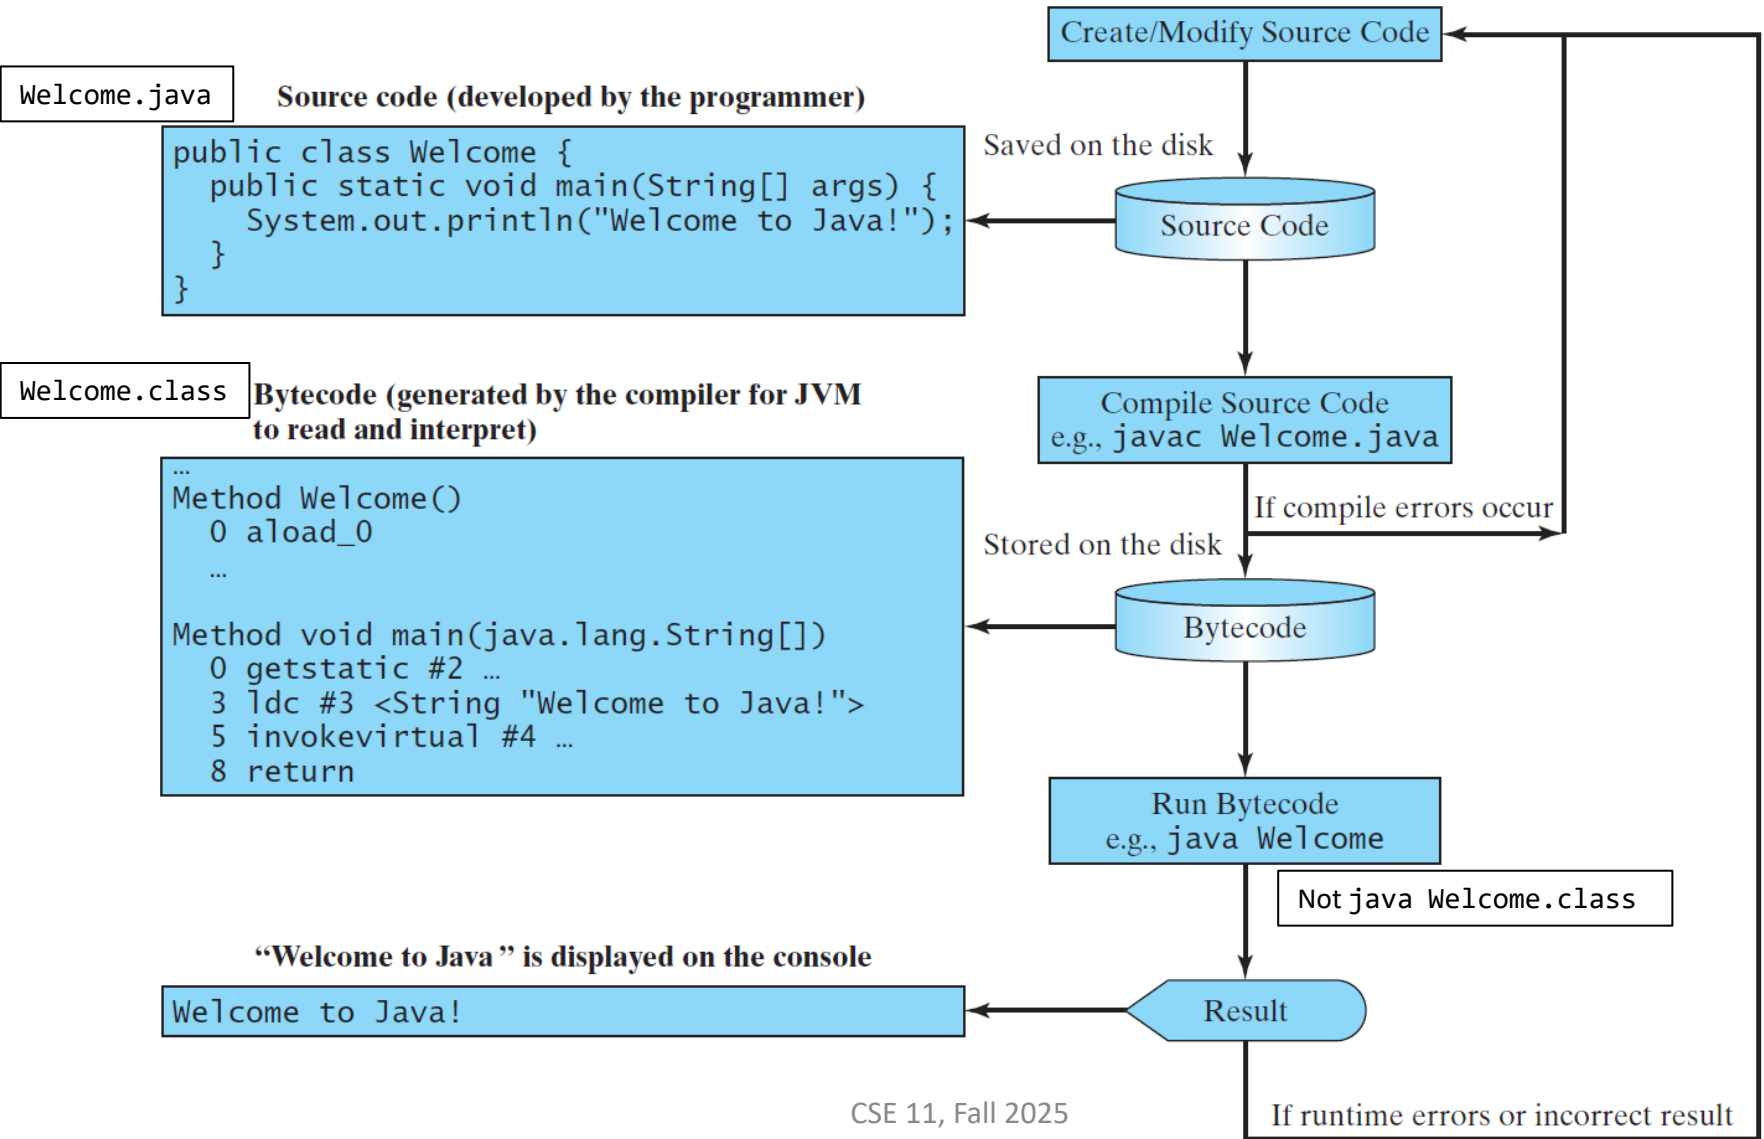 Create/Modify Source Code
Welcome.java
Source code (developed by the programmer)
public class Welcome {
  public static void main(String[] args) {
    System.out.println("Welcome to Java!");
  }
}
Saved on the disk
Source Code
Welcome.class
Bytecode (generated by the compiler for JVM
to read and interpret)
Compile Source Code
e.g., javac Welcome.java
If compile errors occur
…
Method Welcome()
  0 aload_0
  …
Method void main(java.lang.String[])
  0 getstatic #2 …
  3 ldc #3 <String "Welcome to Java!">
  5 invokevirtual #4 …
  8 return
Stored on the disk
Bytecode
Run Bytecode
e.g., java Welcome
Not java Welcome.class
“Welcome to Java” is displayed on the console
Welcome to Java!
Result
CSE 11, Fall 2025
If runtime errors or incorrect result